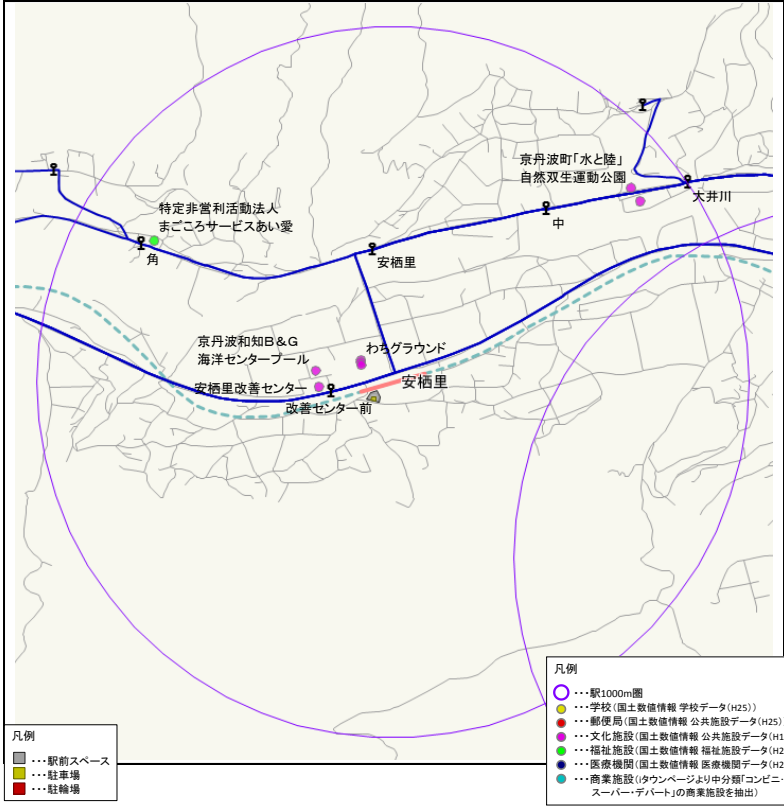 京丹波町「水と陸」
自然双生運動公園
大井川
特定非営利活動法人
まごころサービスあい愛
中
角
安栖里
京丹波和知B&G
海洋センタープール
わちグラウンド
安栖里改善センター
安栖里
改善センター前
凡例
・・・駅前スペース
・・・駐車場
・・・駐輪場
凡例
・・・駅1000m圏
・・・学校(国土数値情報 学校データ(H25))
・・・郵便局(国土数値情報 公共施設データ(H25)
・・・文化施設(国土数値情報 公共施設データ(H1
・・・福祉施設(国土数値情報 福祉施設データ(H2
・・・医療機関(国土数値情報 医療機関データ(H2
・・・商業施設(iタウンページより中分類「コンビニ・
スーパー・デパート」の商業施設を抽出)